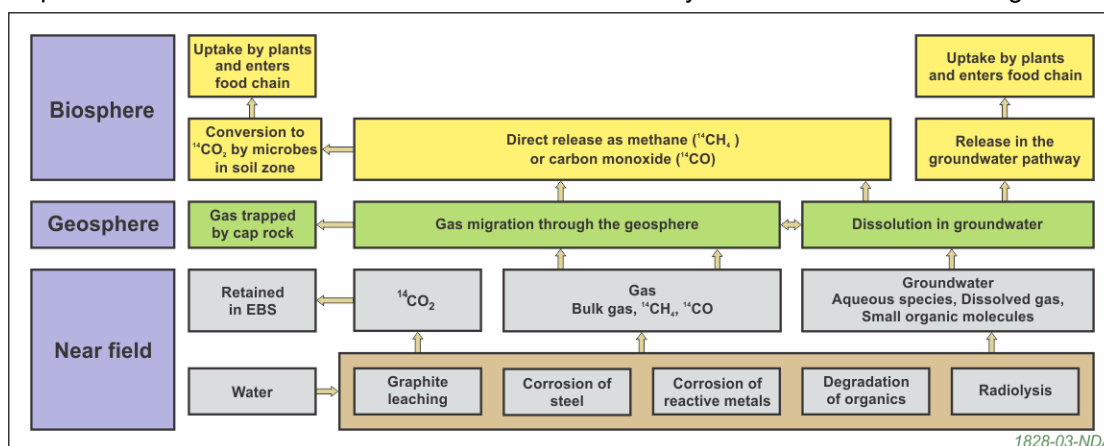 Biosphere
Uptake by plants
and enters
food chain
Uptake by plants
and enters food chain
Conversion to
¹⁴CO₂ by microbes
in soil zone
Direct release as methane (¹⁴CH₄ )
or carbon monoxide (¹⁴CO)
Release in the
groundwater pathway
Geosphere
Gas trapped
by cap rock
Gas migration through the geosphere
Dissolution in groundwater
Near field
Retained
in EBS
¹⁴CO₂
Gas
Bulk gas, ¹⁴CH₄, ¹⁴CO
Groundwater
Aqueous species, Dissolved gas,
Small organic molecules
Water
Graphite
leaching
Corrosion of
steel
Corrosion of
reactive metals
Degradation
of organics
Radiolysis
1828-03-NDA